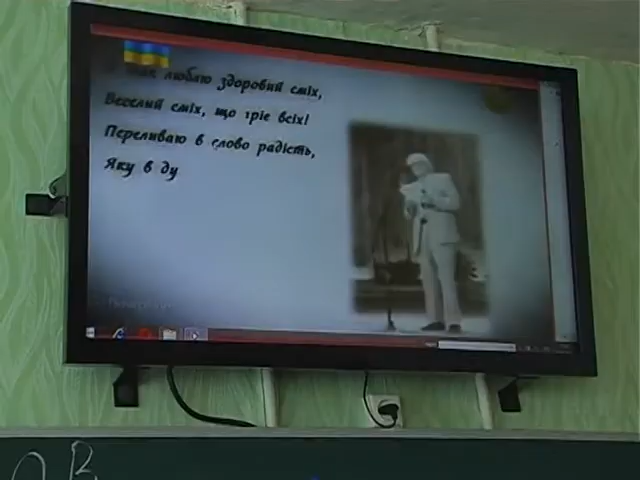 люблю здоровий сміх,
Веселий сміх, що гріє всіх!
Переливаю в слово радість,
Яку в ду
В